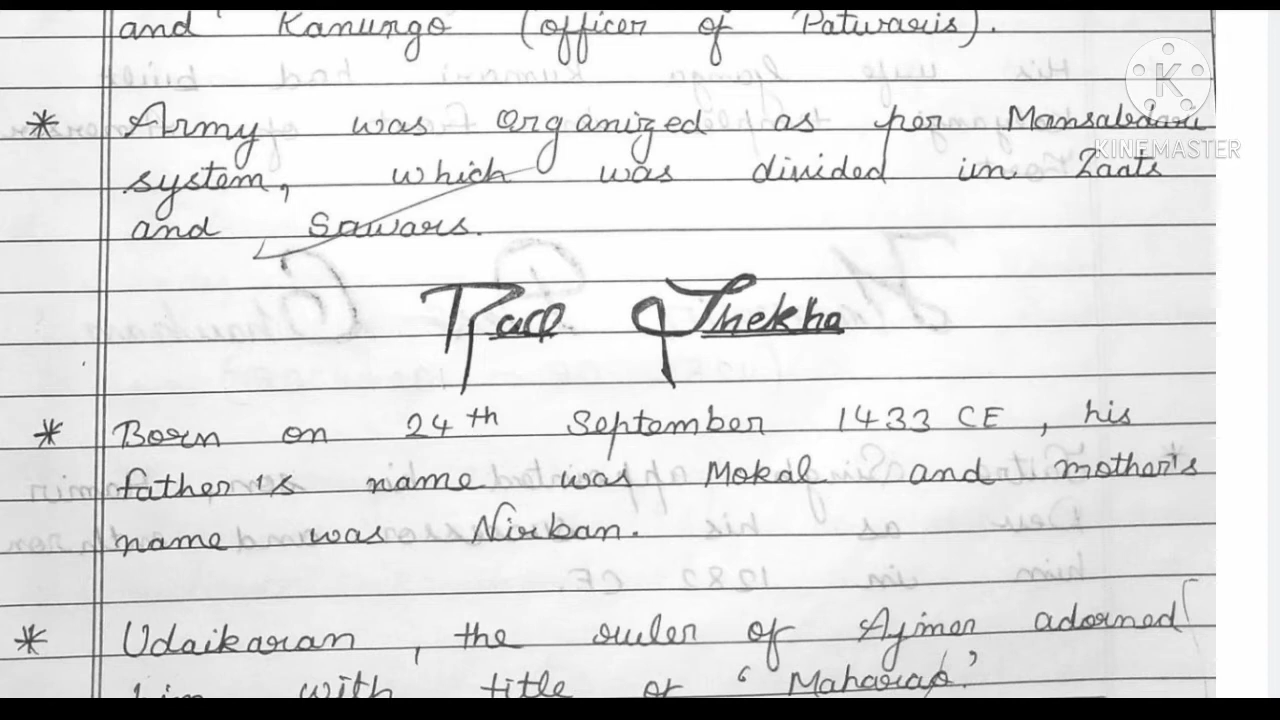 and Kanungo (officer of Patwaris).
* Army was organized as per Mansabdari
KINEMASTER
system, which was divided in Zaats
and Sawars.
Rao Shekha
* Born on 24th September 1433 CE, his
father's name was Mokal and mother's
name was Nirban.
* Udaikaran, the ruler of Ajmer adorned
him with title of 'Maharao'